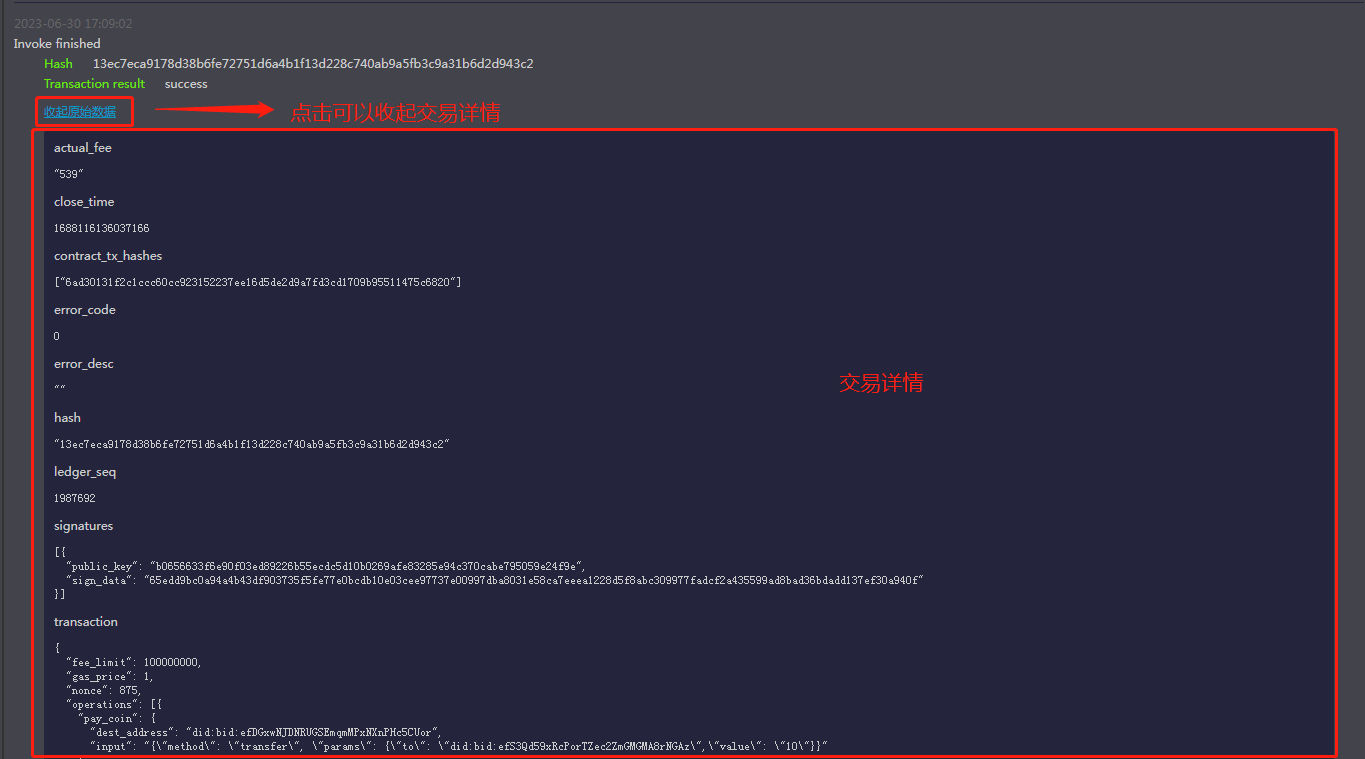 2023-06-30 17:09:02
Invoke finished
Hash 13ec7eca9178d38b6fe72751d6a4b1f13d228c740ab9a5fb3c9a31b6d2d943c2
Transaction result success
收起原始数据 点击可以收起交易详情
actual_fee
"539"
close_time
1688116136037166
contract_tx_hashes
["6ad30131f2c1ccc60cc923152237ee16d5de2d9a7fd3cd1709b95511475c6820"]
error_code
0
error_desc
""
交易详情
hash
"13ec7eca9178d38b6fe72751d6a4b1f13d228c740ab9a5fb3c9a31b6d2d943c2"
ledger_seq
1987692
signatures
[{
"public_key": "b0656633f6e90f03ed89226b55ecdc5d10b0269afe83285e94c370cabe795059e24f9e",
"sign_data": "65edd9bc0a94a4b43df903735f5fe77e0bcdb10e03cee97737e00997dba8031e58ca7eeea1228d5f8abc309977fadcf2a435599ad8bad36bdadd137ef30a940f"
}]
transaction
{
"fee_limit": 100000000,
"gas_price": 1,
"nonce": 875,
"operations": [{
"pay_coin": {
"dest_address": "did:bid:efDGxwNJDNRUGSEmqmMPxNXnPHc5CUor",
"input": "{\"method\": \"transfer\", \"params\": {\"to\": \"did:bid:efS3Qd59xRcPorTZec2ZmGMGMA8rNGAz\",\"value\": \"10\"}}"